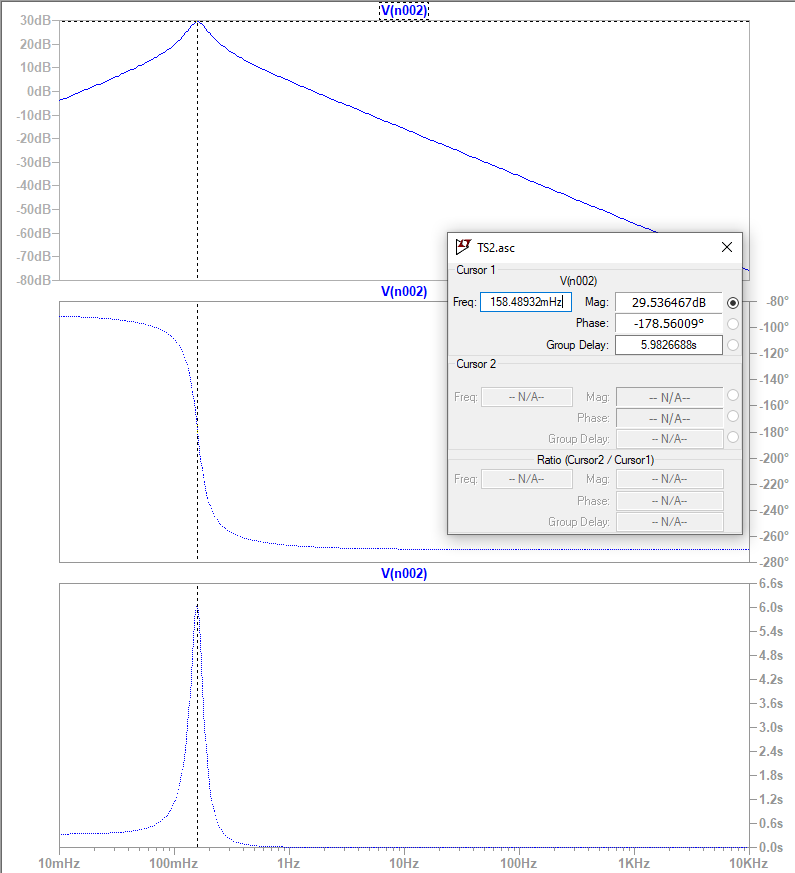 V(n002)
30dB
20dB
10dB
0dB
-10dB
-20dB
-30dB
-40dB
-50dB
-60dB
-70dB
-80dB
TS2.asc
Cursor 1
V(n002)
Freq: 158.48932mHz Mag: 29.536467dB
Phase: -178.56009°
Group Delay: 5.9826688s
Cursor 2
Freq: -- N/A-- Mag: -- N/A--
Phase: -- N/A--
Group Delay: -- N/A--
Ratio (Cursor2 / Cursor1)
Freq: -- N/A-- Mag: -- N/A--
Phase: -- N/A--
Group Delay: -- N/A--
V(n002)
-80°
-100°
-120°
-140°
-160°
-180°
-200°
-220°
-240°
-260°
-280°
V(n002)
6.6s
6.0s
5.4s
4.8s
4.2s
3.6s
3.0s
2.4s
1.8s
1.2s
0.6s
0.0s
10mHz 100mHz 1Hz 10Hz 100Hz 1KHz 10KHz